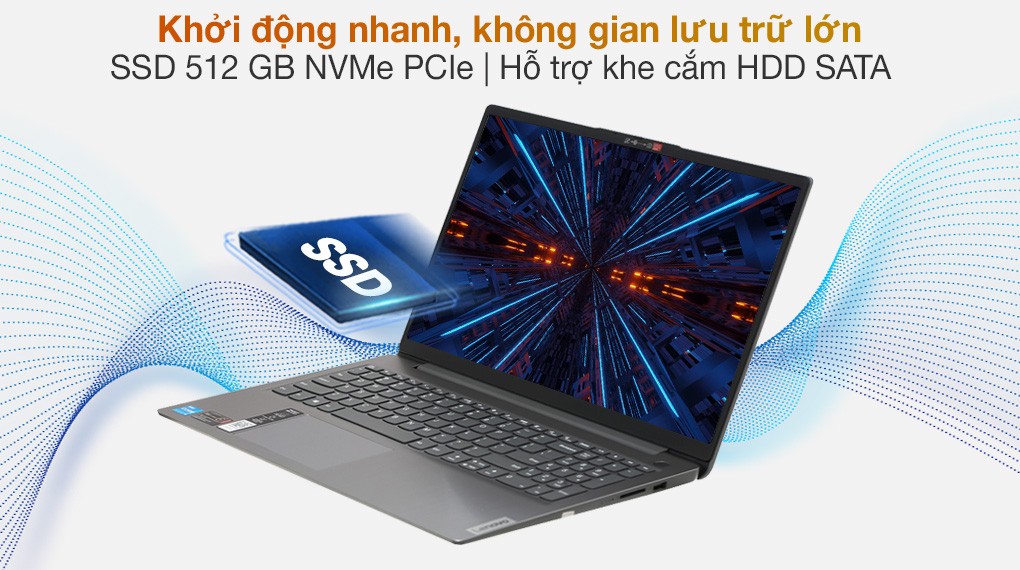 Khởi động nhanh, không gian lưu trữ lớn
SSD 512 GB NVMe PCIe | Hỗ trợ khe cắm HDD SATA
SSD
Lenovo